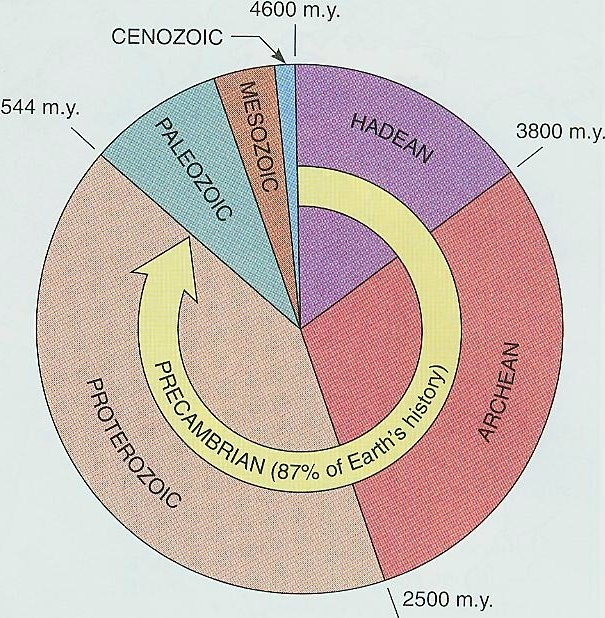 4600 m.y.
CENOZOIC
544 m.y.
MESOZOIC
HADEAN
3800 m.y.
PALEOZOIC
ARCHEAN
PRECAMBRIAN (87% of Earth's history)
PROTEROZOIC
2500 m.y.